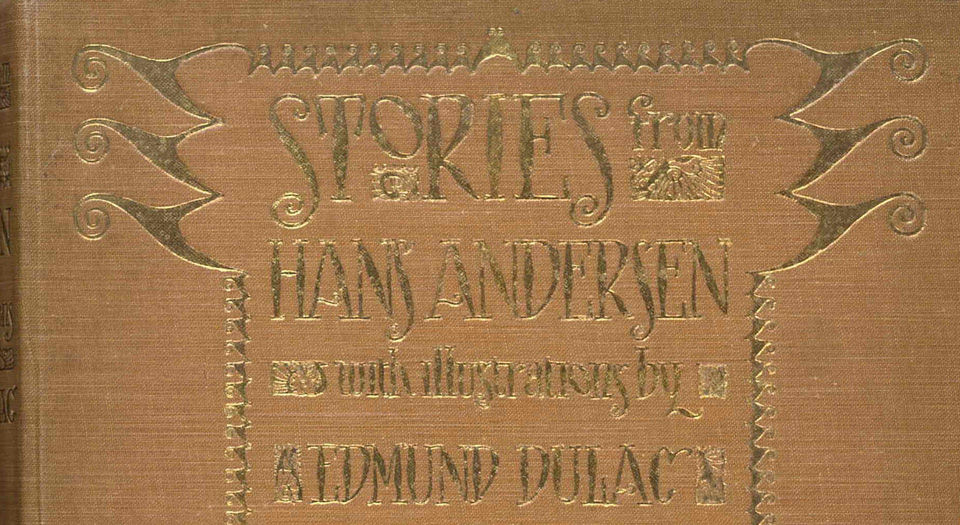 STORIES from
HANS ANDERSEN
with illustrations by
EDMUND DULAC